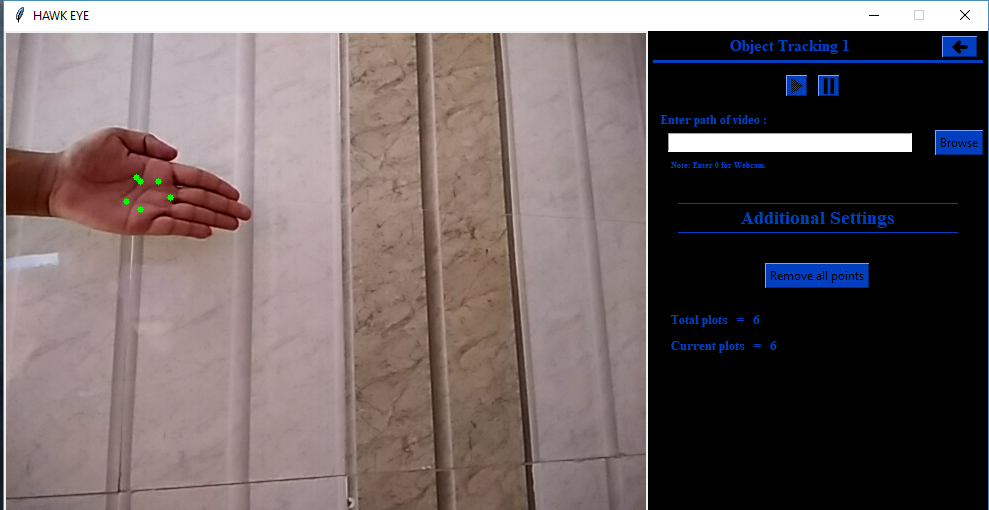 HAWK EYE
Object Tracking 1
Enter path of video :
Browse
Note: Enter 0 for Webcam.
Additional Settings
Remove all points
Total plots = 6
Current plots = 6